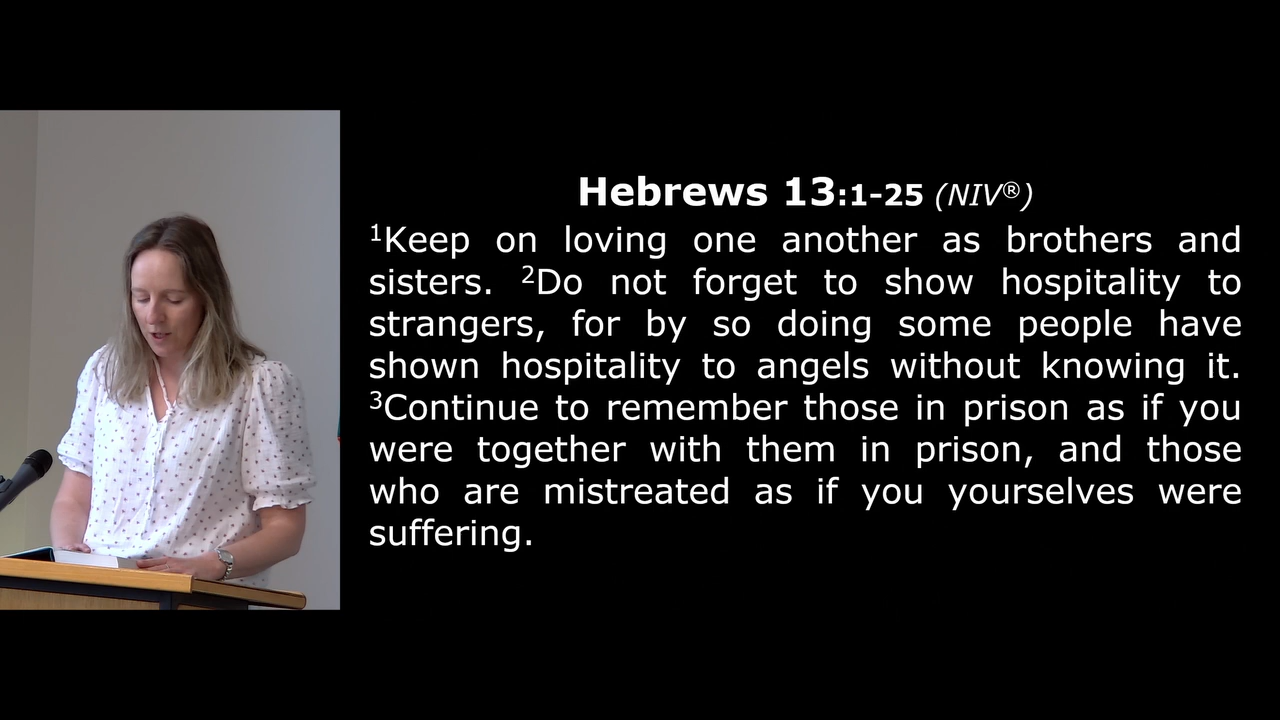 Hebrews 13:1-25 (NIV®)
¹Keep on loving one another as brothers and
sisters. ²Do not forget to show hospitality to
strangers, for by so doing some people have
shown hospitality to angels without knowing it.
³Continue to remember those in prison as if you
were together with them in prison, and those
who are mistreated as if you yourselves were
suffering.